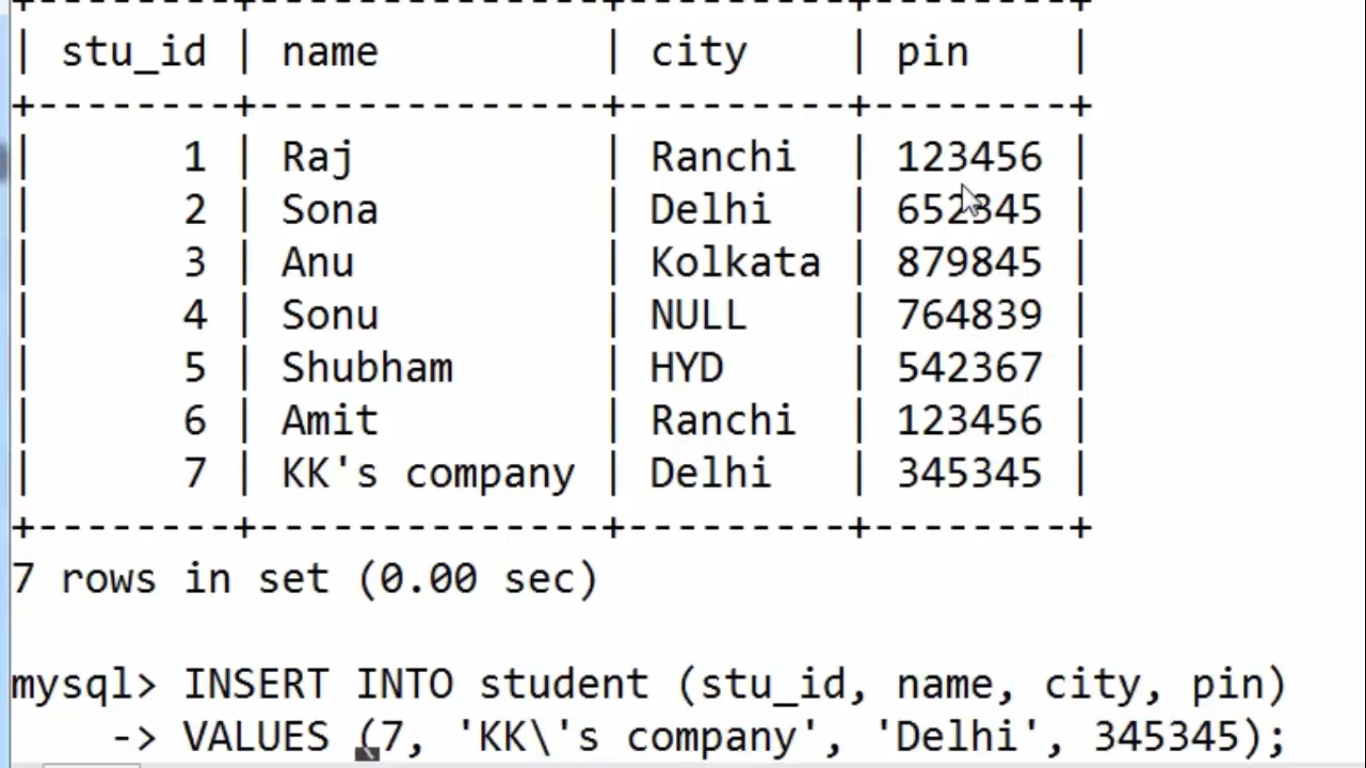 | stu_id | name | city | pin |
+--------+--------------+---------+--------+
| 1 | Raj | Ranchi | 123456 |
| 2 | Sona | Delhi | 652345 |
| 3 | Anu | Kolkata | 879845 |
| 4 | Sonu | NULL | 764839 |
| 5 | Shubham | HYD | 542367 |
| 6 | Amit | Ranchi | 123456 |
| 7 | KK's company | Delhi | 345345 |
+--------+--------------+---------+--------+
7 rows in set (0.00 sec)
mysql> INSERT INTO student (stu_id, name, city, pin)
-> VALUES (7, 'KK\'s company', 'Delhi', 345345);